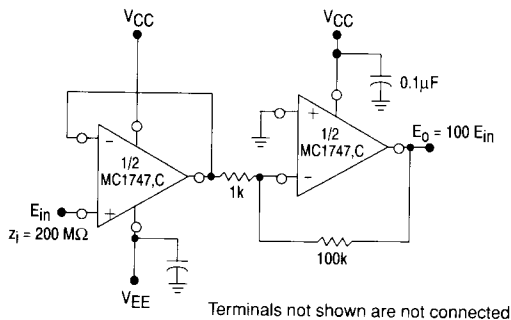 VCC
VCC
0.1µF
−
1/2
MC1747,C
+
Ein
zi = 200 MΩ
VEE
1k
+
1/2
MC1747,C
−
Eo = 100 Ein
100k
Terminals not shown are not connected